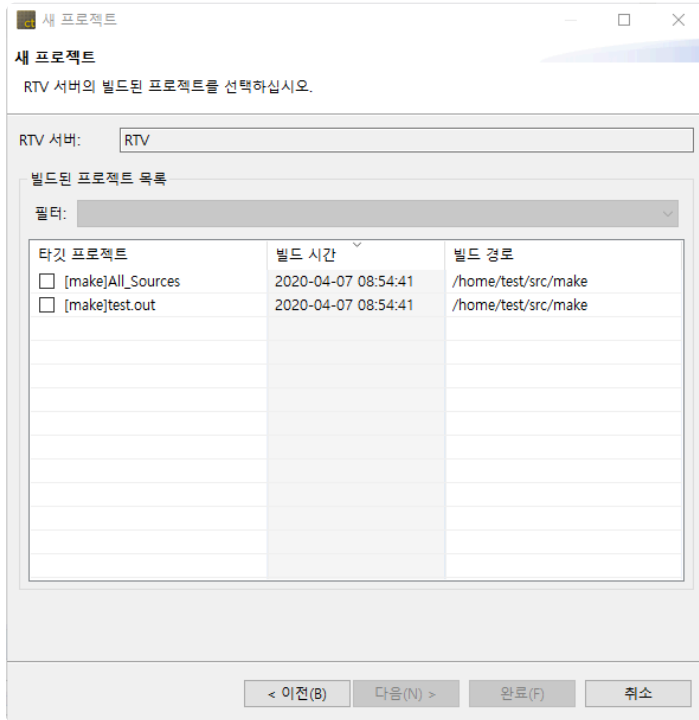 ct 새 프로젝트
새 프로젝트
RTV 서버의 빌드된 프로젝트를 선택하십시오.
RTV 서버: RTV
빌드된 프로젝트 목록
필터:
타깃 프로젝트 빌드 시간 빌드 경로
[make]All_Sources 2020-04-07 08:54:41 /home/test/src/make
[make]test.out 2020-04-07 08:54:41 /home/test/src/make
< 이전(B) 다음(N) > 완료(F) 취소